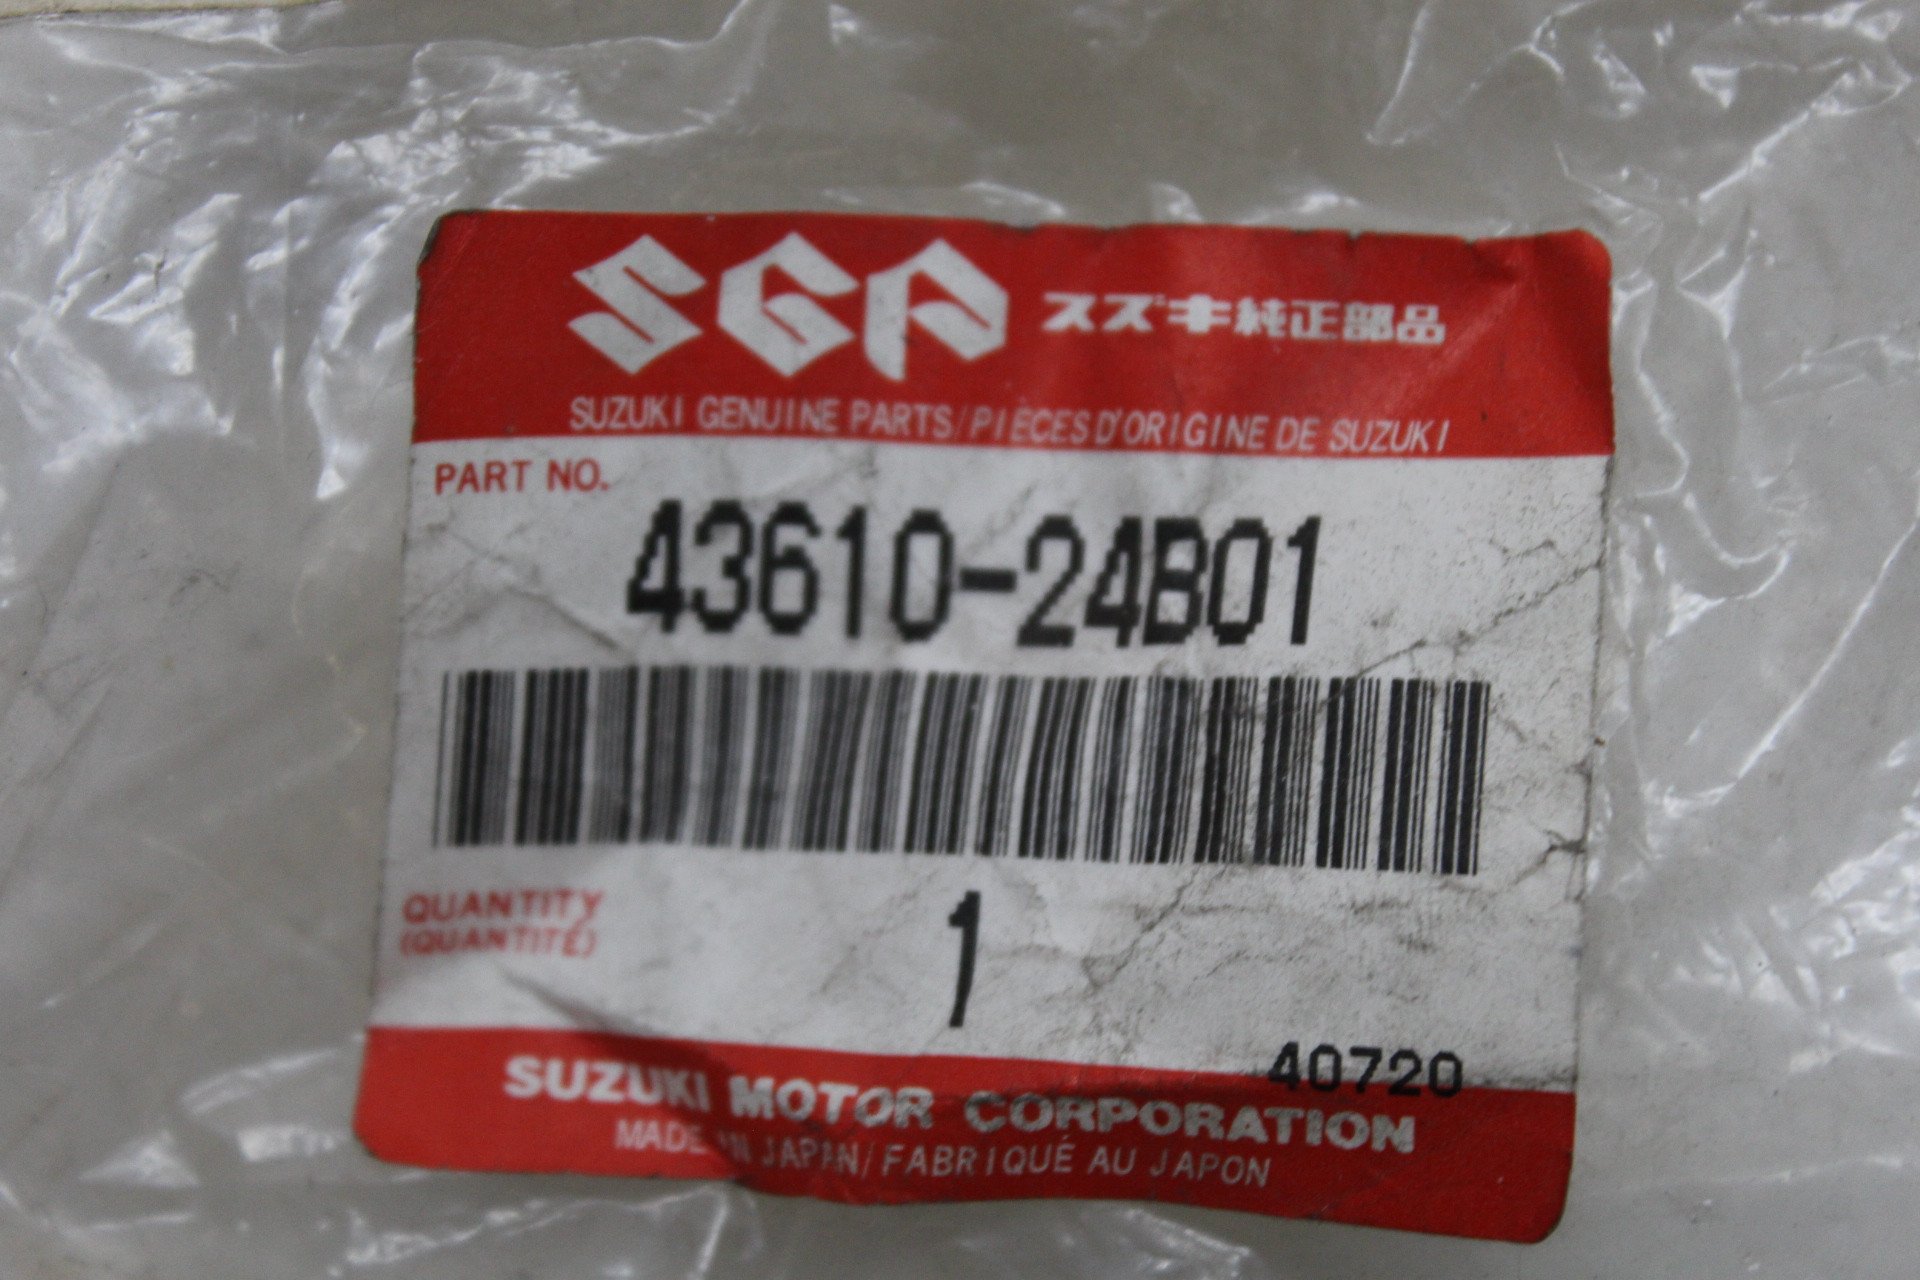 SGP スズキ純正部品
SUZUKI GENUINE PARTS/PIÈCES D'ORIGINE DE SUZUKI
PART NO.
43610-24B01
QUANTITY
(QUANTITÉ)
1
40720
SUZUKI MOTOR CORPORATION
MADE IN JAPAN/FABRIQUÉ AU JAPON